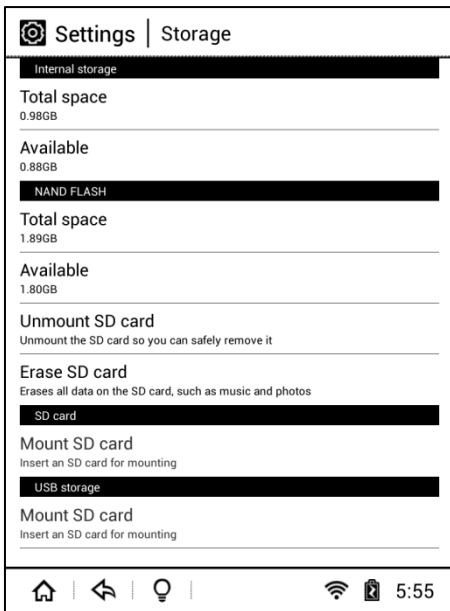 Settings | Storage
Internal storage
Total space
0.98GB
Available
0.88GB
NAND FLASH
Total space
1.89GB
Available
1.80GB
Unmount SD card
Unmount the SD card so you can safely remove it
Erase SD card
Erases all data on the SD card, such as music and photos
SD card
Mount SD card
Insert an SD card for mounting
USB storage
Mount SD card
Insert an SD card for mounting
5:55